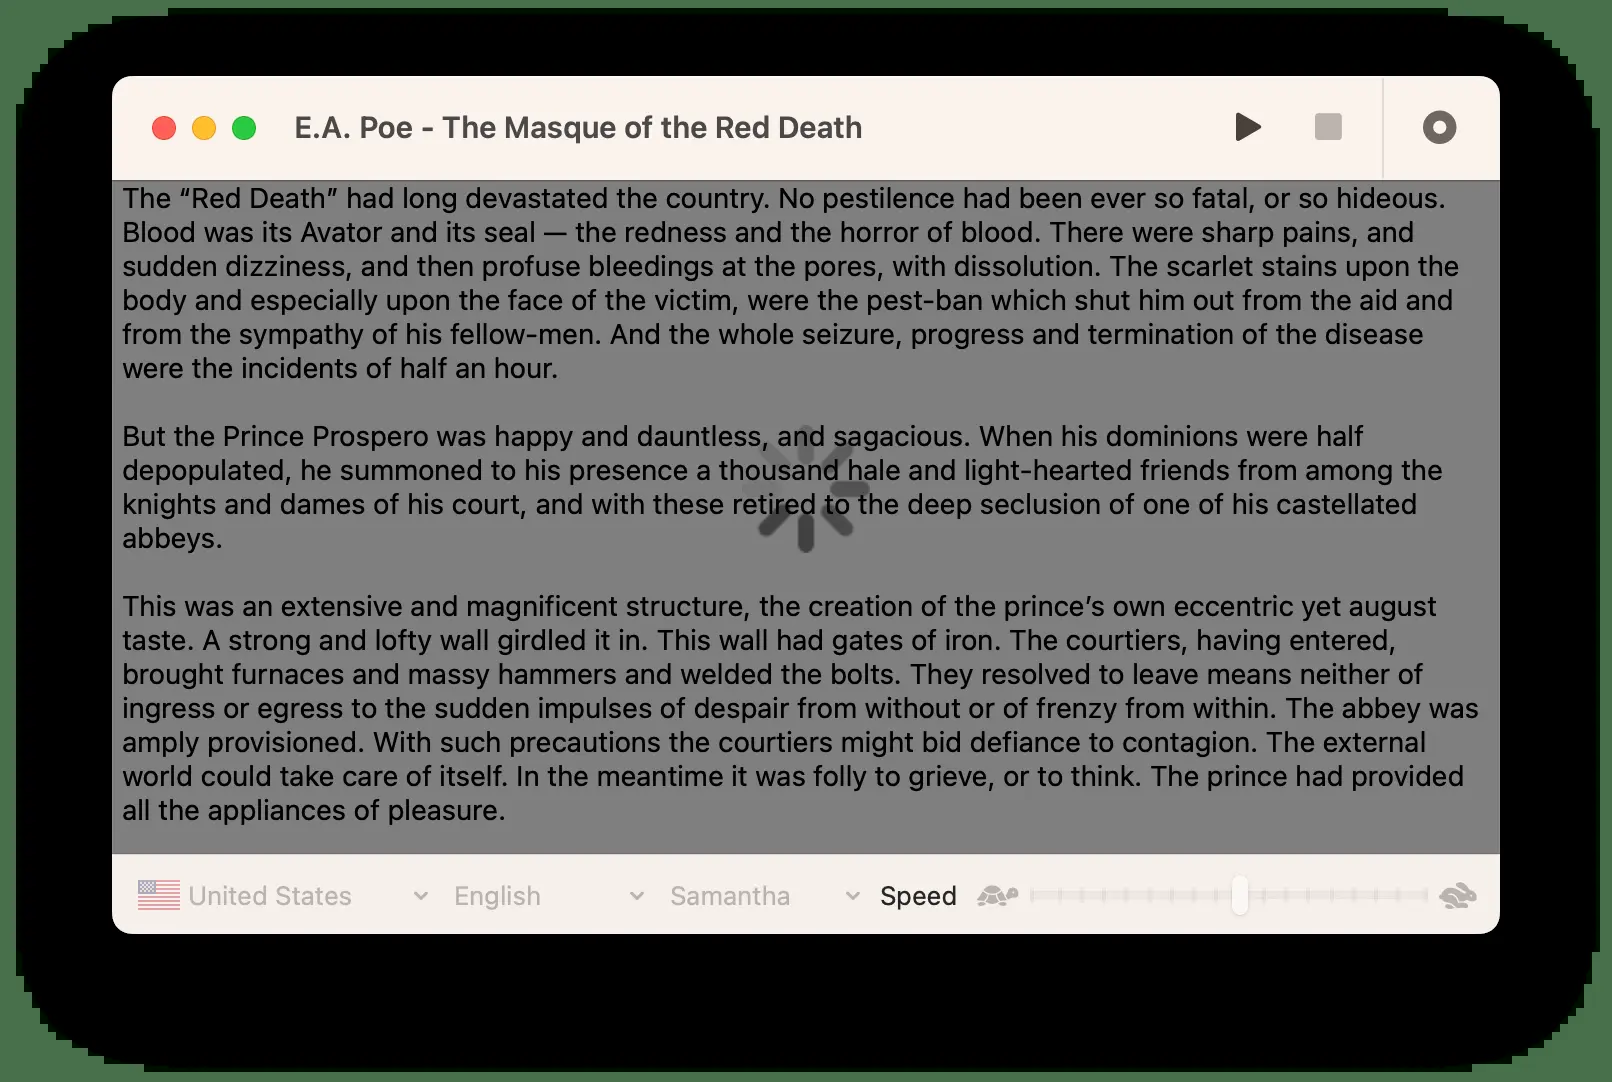 E.A. Poe - The Masque of the Red Death
The “Red Death” had long devastated the country. No pestilence had been ever so fatal, or so hideous.
Blood was its Avator and its seal — the redness and the horror of blood. There were sharp pains, and
sudden dizziness, and then profuse bleedings at the pores, with dissolution. The scarlet stains upon the
body and especially upon the face of the victim, were the pest-ban which shut him out from the aid and
from the sympathy of his fellow-men. And the whole seizure, progress and termination of the disease
were the incidents of half an hour.
But the Prince Prospero was happy and dauntless, and sagacious. When his dominions were half
depopulated, he summoned to his presence a thousand hale and light-hearted friends from among the
knights and dames of his court, and with these retired to the deep seclusion of one of his castellated
abbeys.
This was an extensive and magnificent structure, the creation of the prince’s own eccentric yet august
taste. A strong and lofty wall girdled it in. This wall had gates of iron. The courtiers, having entered,
brought furnaces and massy hammers and welded the bolts. They resolved to leave means neither of
ingress or egress to the sudden impulses of despair from without or of frenzy from within. The abbey was
amply provisioned. With such precautions the courtiers might bid defiance to contagion. The external
world could take care of itself. In the meantime it was folly to grieve, or to think. The prince had provided
all the appliances of pleasure.
United States English Samantha Speed